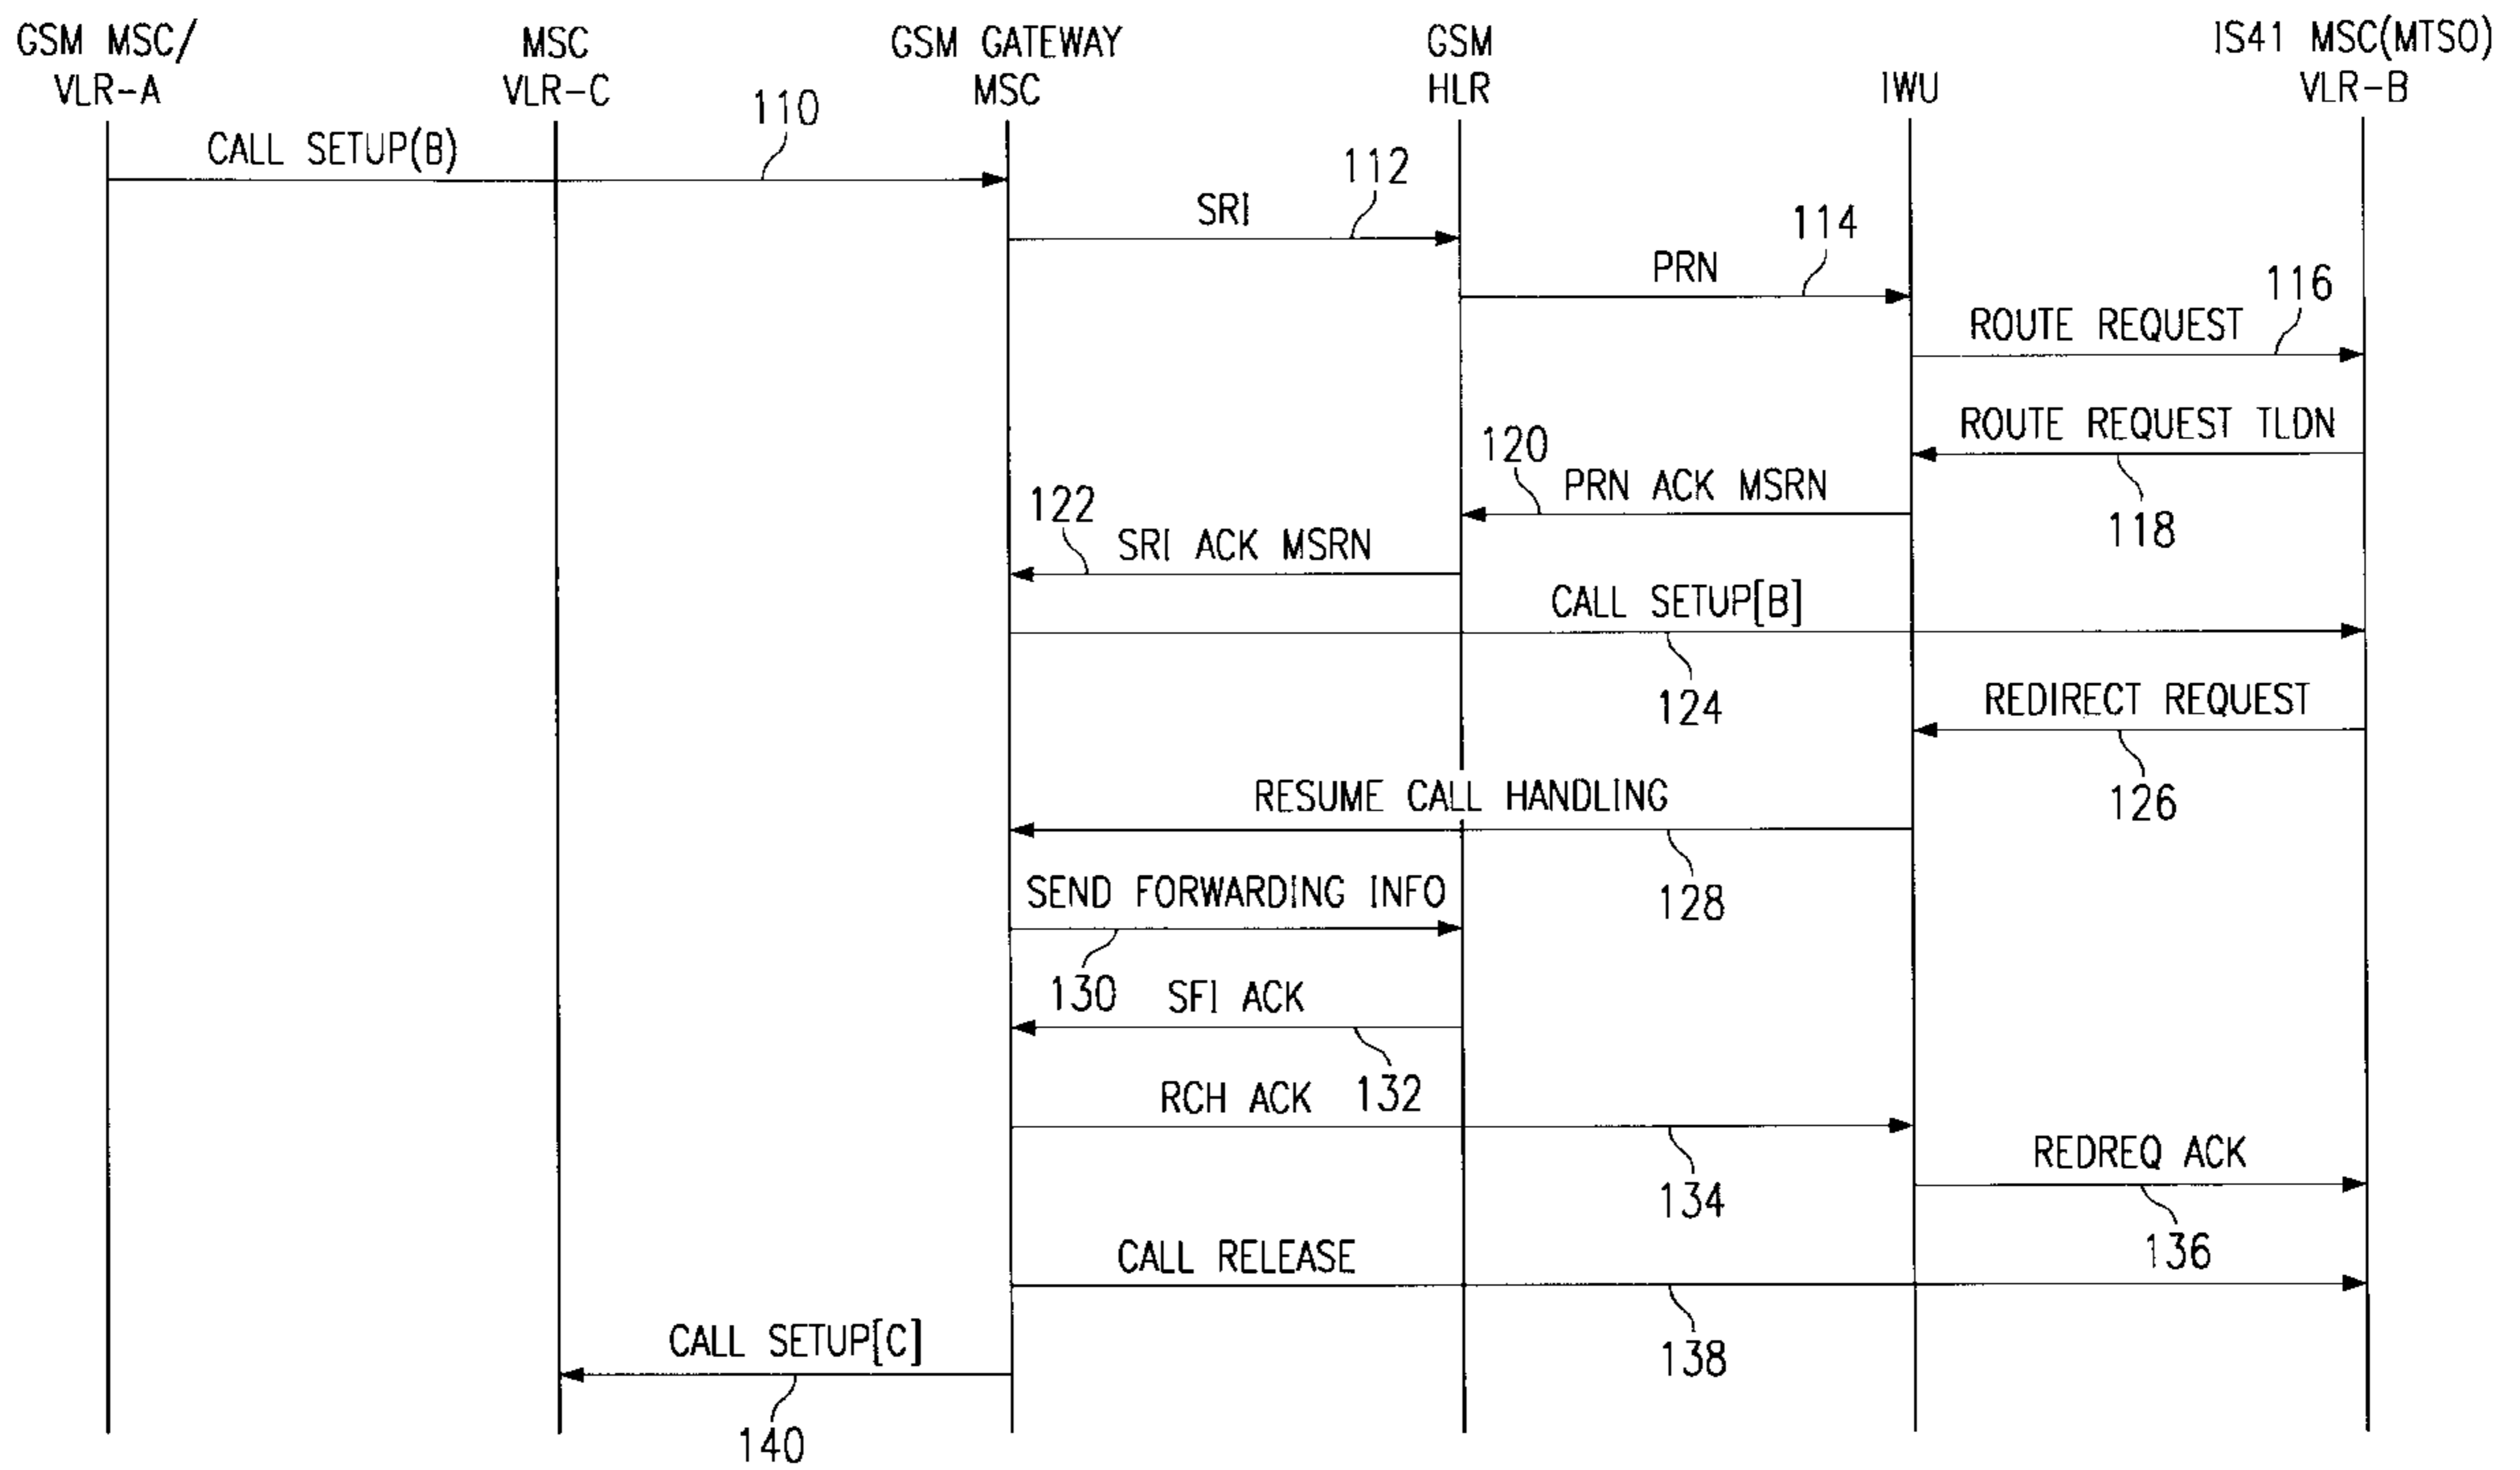 GSM MSC/
VLR-A
MSC
VLR-C
GSM GATEWAY
MSC
GSM
HLR
IWU
IS41 MSC(MTSO)
VLR-B
CALL SETUP(B)
110
SRI
112
PRN
114
ROUTE REQUEST
116
ROUTE REQUEST TLDN
118
PRN ACK MSRN
120
SRI ACK MSRN
122
CALL SETUP[B]
124
REDIRECT REQUEST
126
RESUME CALL HANDLING
128
SEND FORWARDING INFO
130
SFI ACK
132
RCH ACK
134
REDREQ ACK
136
CALL RELEASE
138
CALL SETUP[C]
140